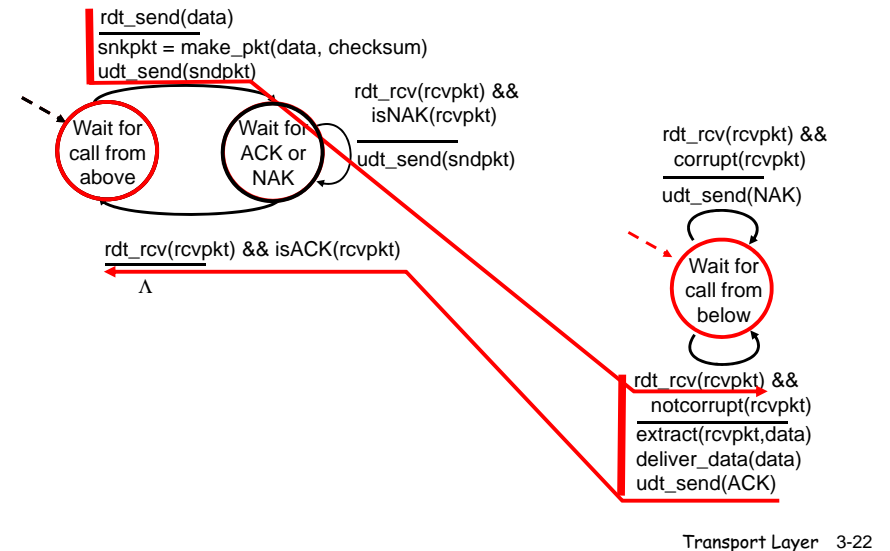 rdt_send(data)
snkpkt = make_pkt(data, checksum)
udt_send(sndpkt)
Wait for
call from
above
Wait for
ACK or
NAK
rdt_rcv(rcvpkt) &&
isNAK(rcvpkt)
udt_send(sndpkt)
rdt_rcv(rcvpkt) && isACK(rcvpkt)
Λ
rdt_rcv(rcvpkt) &&
corrupt(rcvpkt)
udt_send(NAK)
Wait for
call from
below
rdt_rcv(rcvpkt) &&
notcorrupt(rcvpkt)
extract(rcvpkt,data)
deliver_data(data)
udt_send(ACK)
Transport Layer 3-22